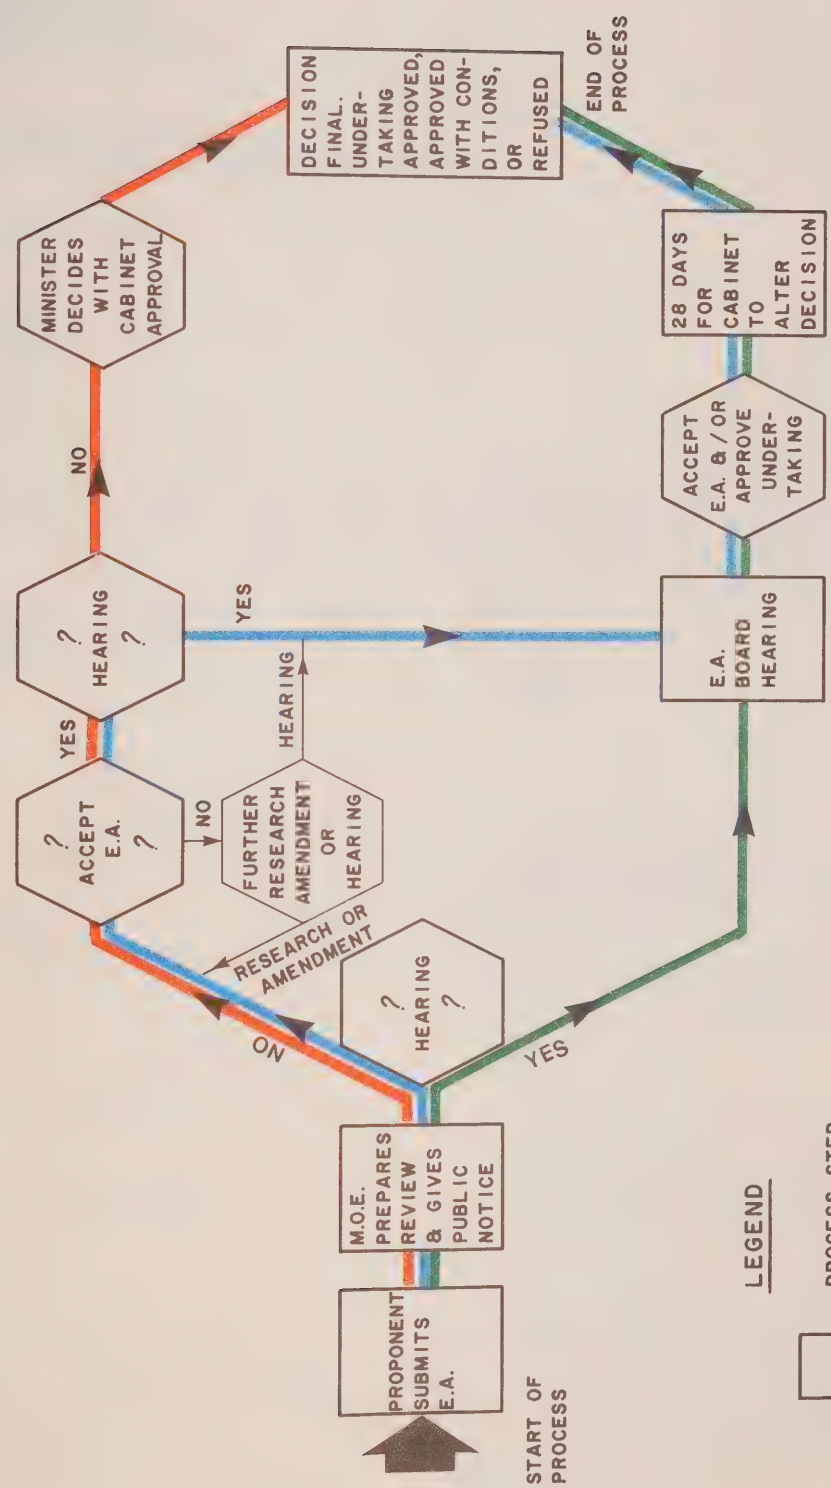 START OF
PROCESS
PROPONENT
SUBMITS
E.A.
M.O.E.
PREPARES
REVIEW
& GIVES
PUBLIC
NOTICE
?
HEARING
?
NO
YES
RESEARCH OR
AMENDMENT
?
ACCEPT
E.A.
?
NO
FURTHER
RESEARCH
AMENDMENT
OR
HEARING
HEARING
YES
?
HEARING
?
NO
YES
MINISTER
DECIDES
WITH
CABINET
APPROVAL
E.A.
BOARD
HEARING
ACCEPT
E.A. &/OR
APPROVE
UNDER-
TAKING
28 DAYS
FOR
CABINET
TO
ALTER
DECISION
DECISION
FINAL.
UNDER-
TAKING
APPROVED,
APPROVED
WITH CON-
DITIONS,
OR
REFUSED
END OF
PROCESS
LEGEND